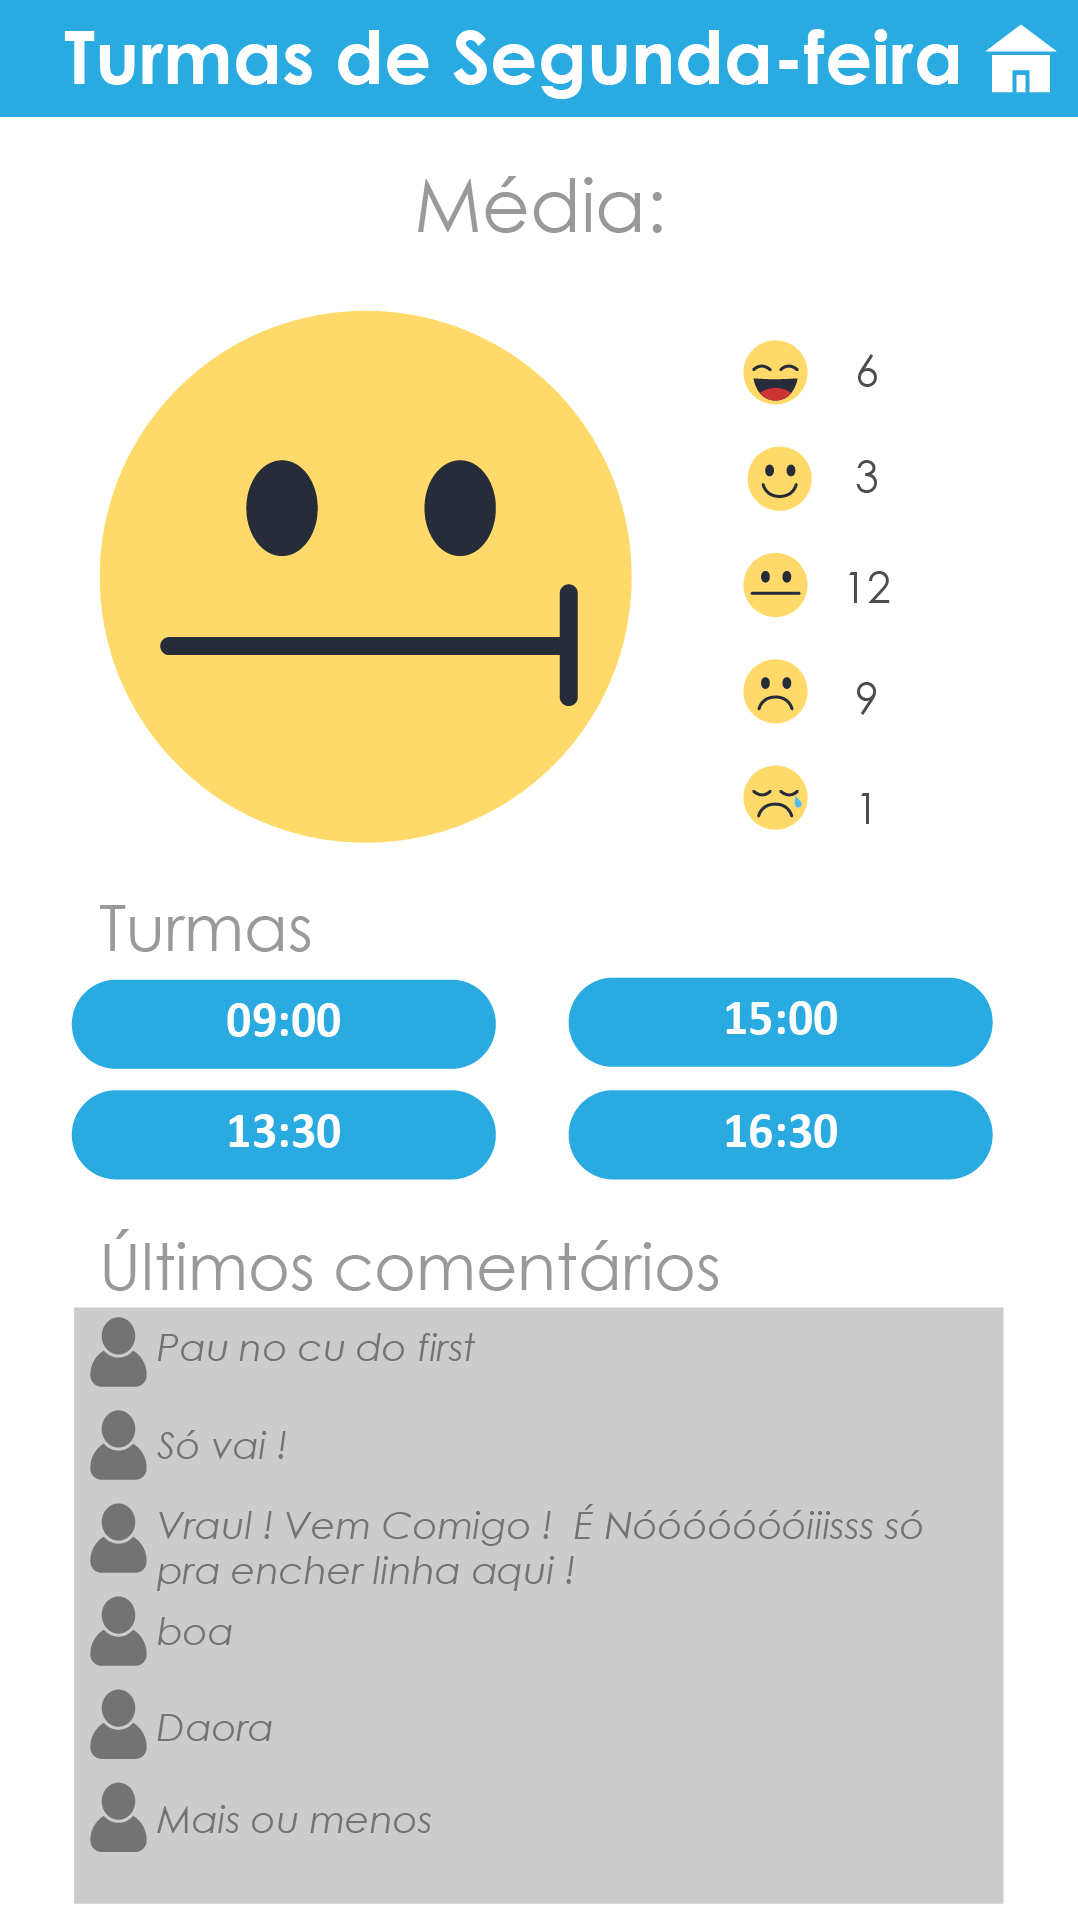 Turmas de Segunda-feira
Média:
6
3
12
9
1
Turmas
09:00
15:00
13:30
16:30
Últimos comentários
Pau no cu do first
Só vai !
Vraul ! Vem Comigo !  É Nóóóóóóóiiisss só
pra encher linha aqui !
boa
Daora
Mais ou menos